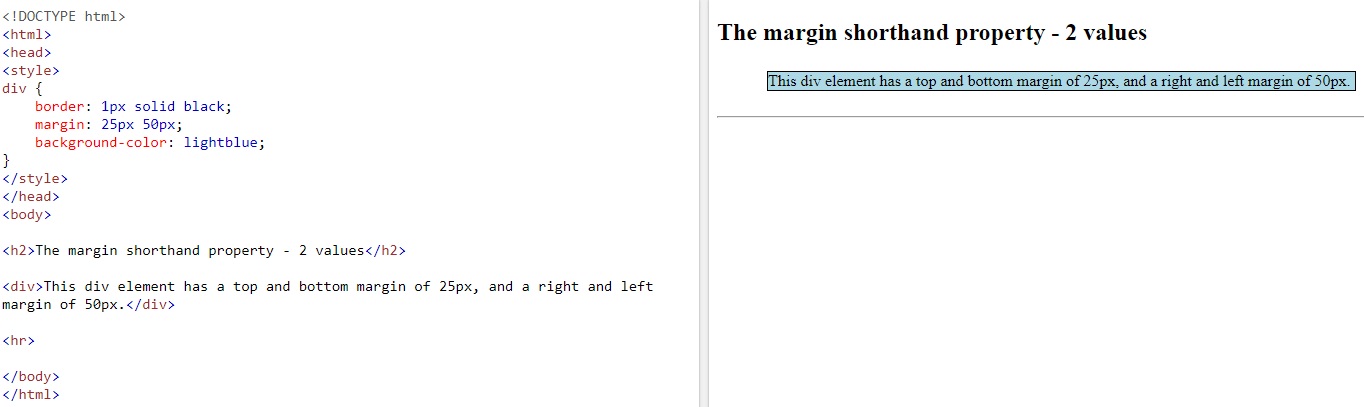 <!DOCTYPE html>
<html>
<head>
<style>
div {
    border: 1px solid black;
    margin: 25px 50px;
    background-color: lightblue;
}
</style>
</head>
<body>
<h2>The margin shorthand property - 2 values</h2>
<div>This div element has a top and bottom margin of 25px, and a right and left
margin of 50px.</div>
<hr>
</body>
</html>
The margin shorthand property - 2 values
This div element has a top and bottom margin of 25px, and a right and left margin of 50px.